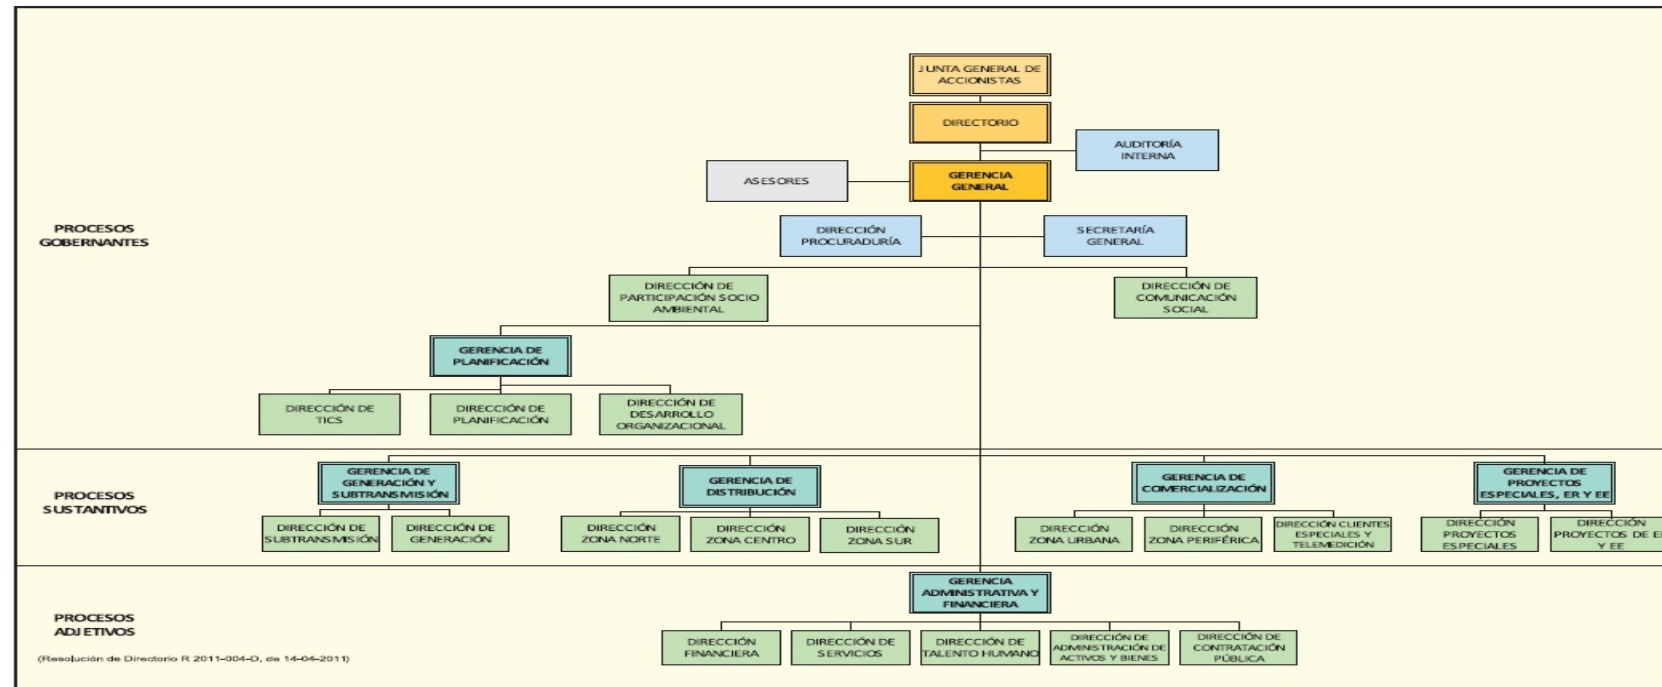 JUNTA GENERAL DE
ACCIONISTAS
DIRECTORIO
AUDITORÍA
INTERNA
ASESORES
GERENCIA
GENERAL
PROCESOS
GOBERNANTES
DIRECCIÓN
PROCURADURÍA
SECRETARÍA
GENERAL
DIRECCIÓN DE
PARTICIPACIÓN SOCIO
AMBIENTAL
DIRECCIÓN DE
COMUNICACIÓN
SOCIAL
GERENCIA DE
PLANIFICACIÓN
DIRECCIÓN DE
TICS
DIRECCIÓN DE
PLANIFICACIÓN
DIRECCIÓN DE
DESARROLLO
ORGANIZACIONAL
PROCESOS
SUSTANTIVOS
GERENCIA DE
GENERACIÓN Y
SUBTRANSMISIÓN
GERENCIA DE
DISTRIBUCIÓN
GERENCIA DE
COMERCIALIZACIÓN
GERENCIA DE
PROYECTOS
ESPECIALES, ER Y EE
DIRECCIÓN DE
SUBTRANSMISIÓN
DIRECCIÓN DE
GENERACIÓN
DIRECCIÓN
ZONA NORTE
DIRECCIÓN
ZONA CENTRO
DIRECCIÓN
ZONA SUR
DIRECCIÓN
ZONA URBANA
DIRECCIÓN
ZONA PERIFÉRICA
DIRECCIÓN CLIENTES
ESPECIALES Y
TELEMEDICIÓN
DIRECCIÓN
PROYECTOS
ESPECIALES
DIRECCIÓN
PROYECTOS DE
Y EE
PROCESOS
ADJETIVOS
GERENCIA
ADMINISTRATIVA Y
FINANCIERA
DIRECCIÓN
FINANCIERA
DIRECCIÓN DE
SERVICIOS
DIRECCIÓN DE
TALENTO HUMANO
DIRECCIÓN DE
ADMINISTRACIÓN DE
ACTIVOS Y BIENES
DIRECCIÓN DE
CONTRATACIÓN
PÚBLICA
(Resolución de Directorio R 2011-004-D, de 14-04-2011)